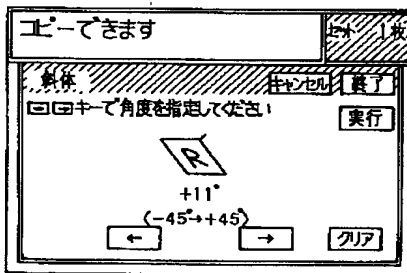 コピーできます
セット 1枚
斜体 キャンセル 終了
←→キーで角度を指定してください
実行
R
+11°
(-45°→+45°)
← → クリア